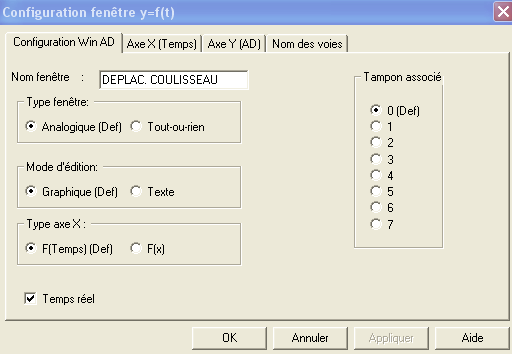 Configuration fenêtre y=f(t)
Configuration Win AD
Axe X (Temps)
Axe Y (AD)
Nom des voies
Nom fenêtre :
DEPLAC. COULISSEAU
Type fenêtre:
Analogique (Def)
Tout-ou-rien
Mode d'édition:
Graphique (Def)
Texte
Type axe X :
F(Temps) (Def)
F(x)
Temps réel
Tampon associé
0 (Def)
1
2
3
4
5
6
7
OK
Annuler
Appliquer
Aide